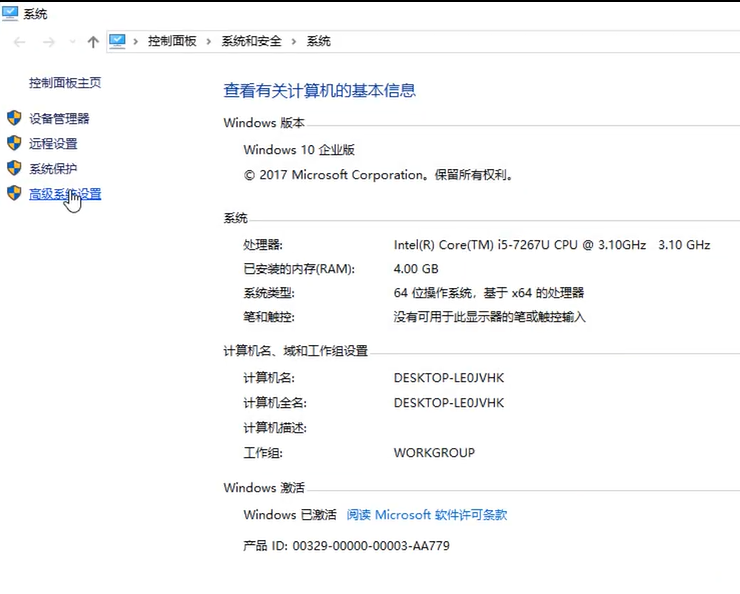 系统
控制面板 › 系统和安全 › 系统
控制面板主页
设备管理器
远程设置
系统保护
高级系统设置
查看有关计算机的基本信息
Windows 版本
Windows 10 企业版
© 2017 Microsoft Corporation。保留所有权利。
系统
处理器: Intel(R) Core(TM) i5-7267U CPU @ 3.10GHz 3.10 GHz
已安装的内存(RAM): 4.00 GB
系统类型: 64 位操作系统，基于 x64 的处理器
笔和触控: 没有可用于此显示器的笔或触控输入
计算机名、域和工作组设置
计算机名: DESKTOP-LE0JVHK
计算机全名: DESKTOP-LE0JVHK
计算机描述:
工作组: WORKGROUP
Windows 激活
Windows 已激活 阅读 Microsoft 软件许可条款
产品 ID: 00329-00000-00003-AA779